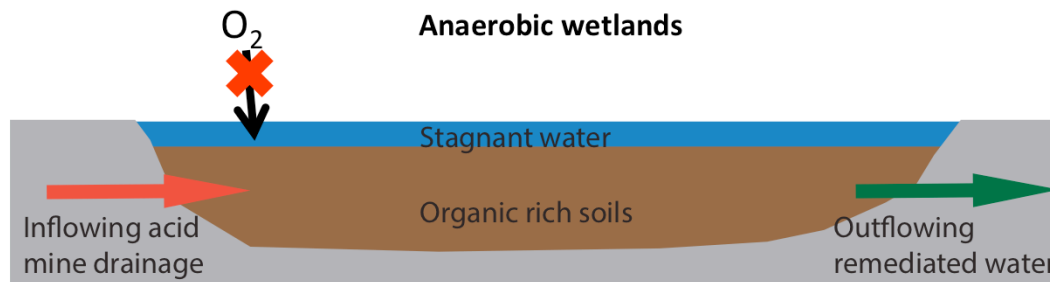 O₂
Anaerobic wetlands
Stagnant water
Organic rich soils
Inflowing acid
mine drainage
Outflowing
remediated water